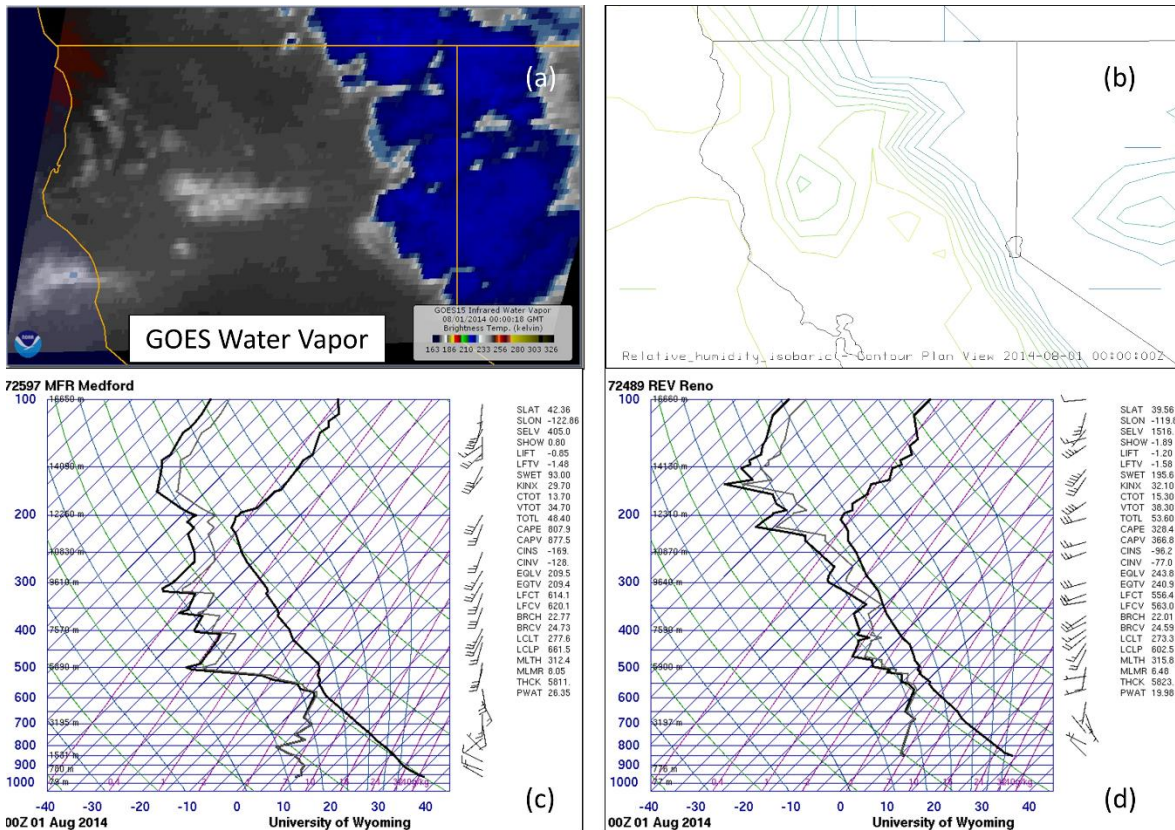 (a)
GOES15 Infrared Water Vapor
08/01/2014 00:00:18 GMT
Brightness Temp. (kelvin)
163 186 210 233 256 280 303 326
GOES Water Vapor
(b)
Relative_humidity_isobaric Contour Plan View 2014-08-01 00:00:00Z
72597 MFR Medford
100
200
300
400
500
600
700
800
900
1000
14090 m
12260 m
10830 m
9610 m
7570 m
3195 m
1531 m
780 m
-40 -30 -20 -10 0 10 20 30 40
00Z 01 Aug 2014
University of Wyoming
SLAT 42.36
SLON -122.86
SELV 405.0
SHOW 0.80
LIFT -0.85
LFTV -1.48
SWET 93.00
KINX 29.70
CTOT 13.70
VTOT 34.70
TOTL 48.40
CAPE 807.9
CAPV 877.5
CINS -169.
CINV -128.
EQLV 209.5
EQTV 209.4
LFCT 614.1
LFCV 620.1
BRCH 22.77
BRCV 24.73
LCLT 277.6
LCLP 661.5
MLTH 312.4
MLMR 8.05
THCK 5811.
PWAT 26.35
(c)
72489 REV Reno
100
200
300
400
500
600
700
800
900
1000
14130 m
12310 m
10870 m
9640 m
7590 m
5900 m
3197 m
776 m
-40 -30 -20 -10 0 10 20 30 40
00Z 01 Aug 2014
University of Wyoming
SLAT 39.56
SLON -119.8
SELV 1516.
SHOW -1.89
LIFT -1.20
LFTV -1.58
SWET 195.6
KINX 32.10
CTOT 15.30
VTOT 38.30
TOTL 53.60
CAPE 328.4
CAPV 366.8
CINS -96.2
CINV -77.0
EQLV 243.8
EQTV 240.9
LFCT 556.4
LFCV 563.0
BRCH 22.01
BRCV 24.59
LCLT 273.3
LCLP 602.5
MLTH 315.8
MLMR 6.48
THCK 5823.
PWAT 19.98
(d)